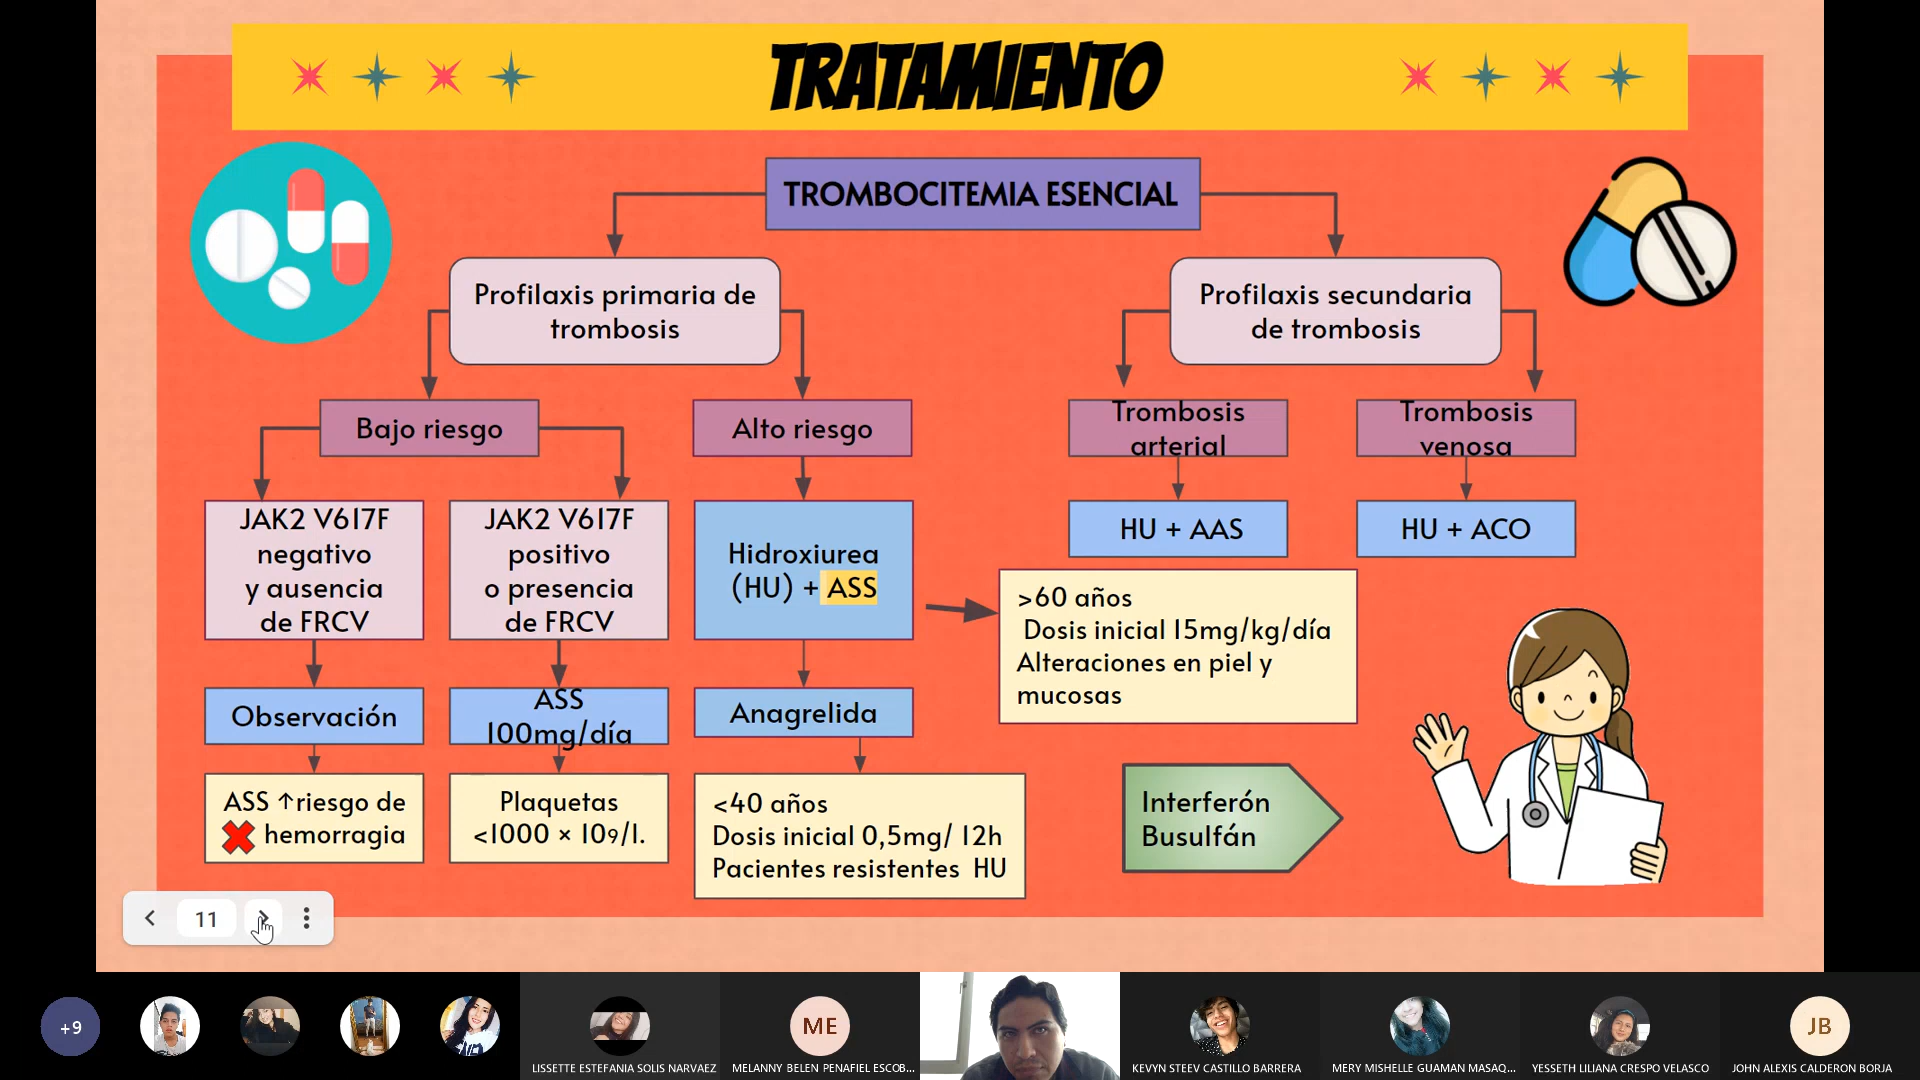 TRATAMIENTO
TROMBOCITEMIA ESENCIAL
Profilaxis primaria de
trombosis
Profilaxis secundaria
de trombosis
Bajo riesgo
Alto riesgo
Trombosis
arterial
Trombosis
venosa
JAK2 V617F
negativo
y ausencia
de FRCV
JAK2 V617F
positivo
o presencia
de FRCV
Hidroxiurea
(HU) + ASS
HU + AAS
HU + ACO
>60 años
Dosis inicial 15mg/kg/día
Alteraciones en piel y
mucosas
Observación
ASS
100mg/día
Anagrelida
ASS ↑riesgo de
hemorragia
Plaquetas
<1000 × 109/l.
<40 años
Dosis inicial 0,5mg/ 12h
Pacientes resistentes HU
Interferón
Busulfán
11
+9
LISSETTE ESTEFANIA SOLIS NARVAEZ
ME
MELANNY BELEN PENAFIEL ESCOB...
KEVYN STEEV CASTILLO BARRERA
MERY MISHELLE GUAMAN MASAQ...
YESSETH LILIANA CRESPO VELASCO
JB
JOHN ALEXIS CALDERON BORJA